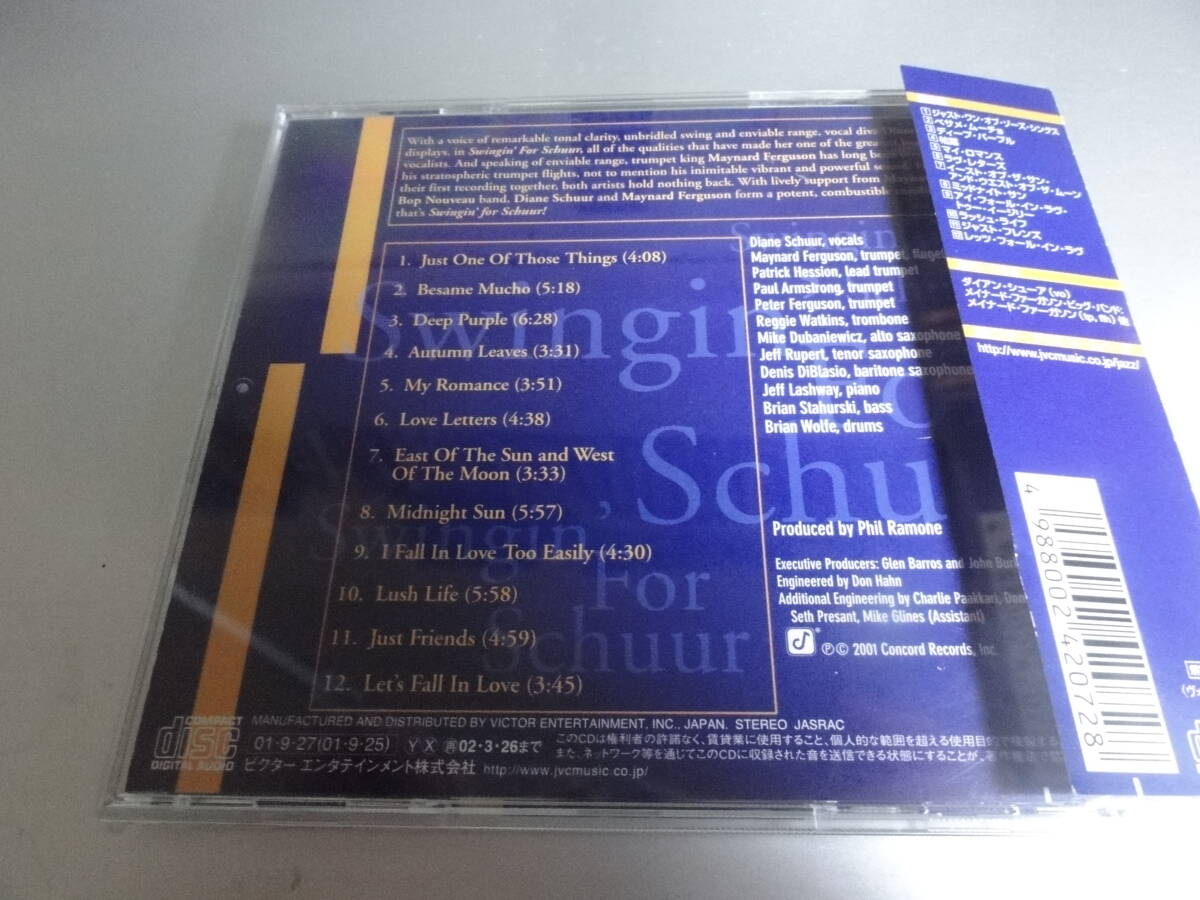 With a voice of remarkable tonal clarity, unbridled swing and enviable range, vocal diva
displays, in Swingin' For Schuur, all of the qualities that have made her one of the
vocalists. And speaking of enviable range, trumpet king Maynard Ferguson has long
his stratospheric trumpet flights, not to mention his inimitable vibrant and powerful
their first recording together, both artists hold nothing back. With lively support from
Bop Nouveau band, Diane Schuur and Maynard Ferguson form a potent, combustible
that's Swingin' for Schuur!
1. Just One Of Those Things (4:08)
2. Besame Mucho (5:18)
3. Deep Purple (6:28)
4. Autumn Leaves (3:31)
5. My Romance (3:51)
6. Love Letters (4:38)
7. East Of The Sun and West
Of The Moon (3:33)
8. Midnight Sun (5:57)
9. I Fall In Love Too Easily (4:30)
10. Lush Life (5:58)
11. Just Friends (4:59)
12. Let's Fall In Love (3:45)
Swingin'
Schuur
Swingin'
For
Schuur
Swingin
Diane Schuur, vocals
Maynard Ferguson, trumpet,
Patrick Hession, lead trumpet
Paul Armstrong, trumpet
Peter Ferguson, trumpet
Reggie Watkins, trombone
Mike Dubaniewicz, alto saxophone
Jeff Rupert, tenor saxophone
Denis DiBlasio, baritone saxophone
Jeff Lashway, piano
Brian Stahurski, bass
Brian Wolfe, drums
Produced by Phil Ramone
Executive Producers: Glen Barros and John
Engineered by Don Hahn
Additional Engineering by Charlie Paakkari,
Seth Presant, Mike Glines (Assistant)
℗© 2001 Concord Records, Inc.
COMPACT
disc
DIGITAL AUDIO
MANUFACTURED AND DISTRIBUTED BY VICTOR ENTERTAINMENT, INC., JAPAN. STEREO JASRAC
01·9·27(01·9·25) Y X 再02·3·26まで
ビクター エンタテインメント株式会社 http://www.jvcmusic.co.jp/
このCDは権利者の許諾なく、賃貸業に使用すること、個人的な範囲を超える使用目的で
また、ネットワーク等を通じてこのCDに収録された音を送信できる状態にすることが、
1 ジャスト・ワン・オブ・ゾーズ・シングス
2 ベサメ・ムーチョ
3 ディープ・パープル
4 枯葉
5 マイ・ロマンス
6 ラヴ・レターズ
7 イースト・オブ・ザ・サン・
アンド・ウエスト・オブ・ザ・ムーン
8 ミッドナイト・サン
9 アイ・フォール・イン・ラヴ・
トゥー・イージリー
10 ラッシュ・ライフ
11 ジャスト・フレンズ
12 レッツ・フォール・イン・ラヴ
ダイアン・シューア(vo)
メイナード・ファーガソン・ビッグ・バンド:
メイナード・ファーガソン(tp, flh) 他
http://www.jvcmusic.co.jp/jazz/
4 988002 420728